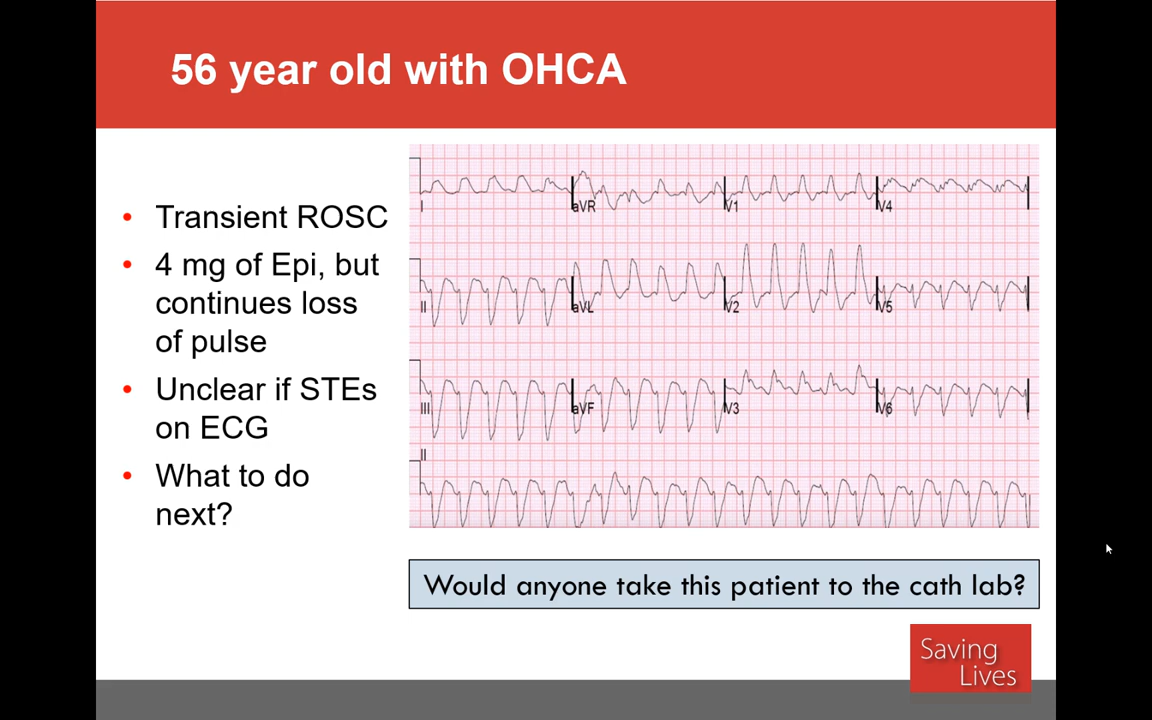 56 year old with OHCA
• Transient ROSC
• 4 mg of Epi, but
continues loss
of pulse
• Unclear if STEs
on ECG
• What to do
next?
I aVR V1 V4
II aVL V2 V5
III aVF V3 V6
II
Would anyone take this patient to the cath lab?
Saving
Lives